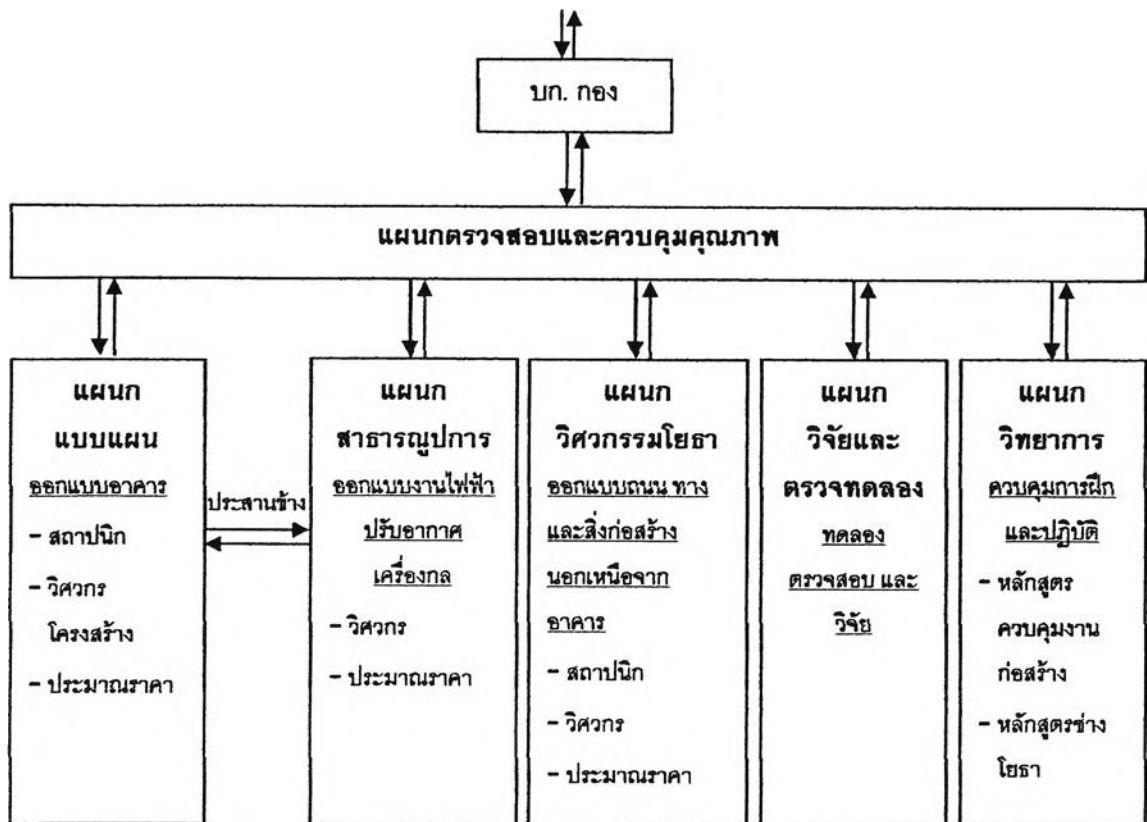 บก. กอง
แผนกตรวจสอบและควบคุมคุณภาพ
แผนก
แบบแผน
ออกแบบอาคาร
- สถาปนิก
- วิศวกร
โครงสร้าง
- ประมาณราคา
ประสานข้าง
แผนก
สาธารณูปการ
ออกแบบงานไฟฟ้า
ปรับอากาศ
เครื่องกล
- วิศวกร
- ประมาณราคา
แผนก
วิศวกรรมโยธา
ออกแบบถนน ทาง
และสิ่งก่อสร้าง
นอกเหนือจาก
อาคาร
- สถาปนิก
- วิศวกร
- ประมาณราคา
แผนก
วิจัยและ
ตรวจทดลอง
ทดลอง
ตรวจสอบ และ
วิจัย
แผนก
วิทยาการ
ควบคุมการฝึก
และปฏิบัติ
- หลักสูตร
ควบคุมงาน
ก่อสร้าง
- หลักสูตรช่าง
โยธา